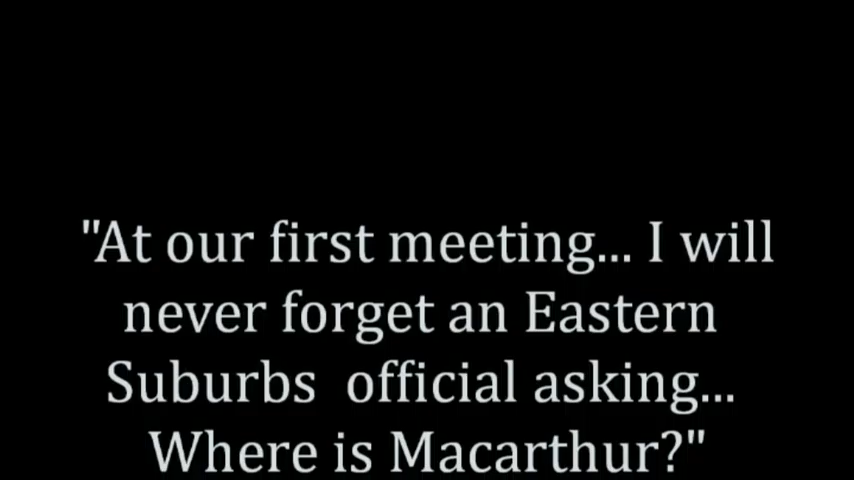 "At our first meeting... I will
never forget an Eastern
Suburbs  official asking...
Where is Macarthur?"